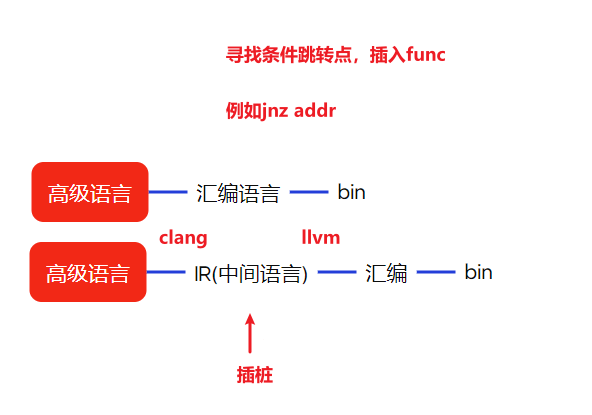 寻找条件跳转点，插入func
例如jnz addr
高级语言 汇编语言 bin
clang llvm
高级语言 IR(中间语言) 汇编 bin
插桩